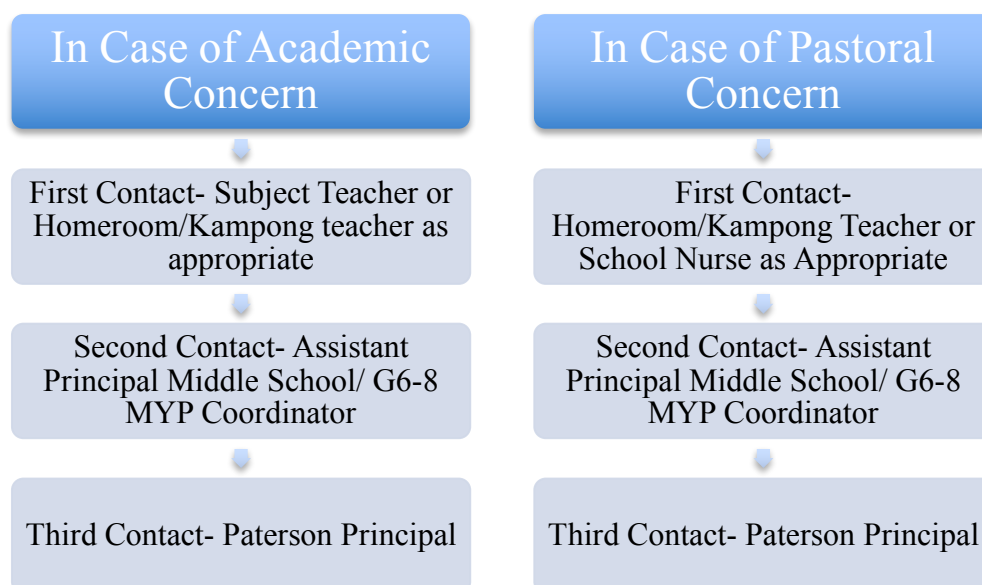 In Case of Academic
Concern
First Contact- Subject Teacher or
Homeroom/Kampong teacher as
appropriate
Second Contact- Assistant
Principal Middle School/ G6-8
MYP Coordinator
Third Contact- Paterson Principal
In Case of Pastoral
Concern
First Contact-
Homeroom/Kampong Teacher or
School Nurse as Appropriate
Second Contact- Assistant
Principal Middle School/ G6-8
MYP Coordinator
Third Contact- Paterson Principal